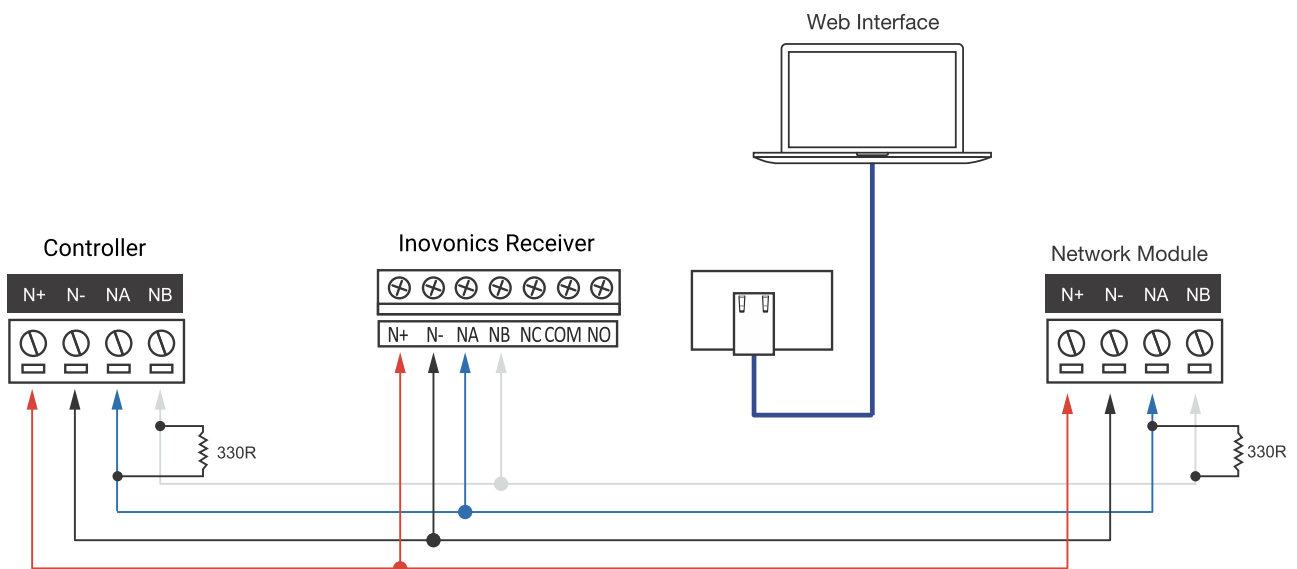 Web Interface
Controller
N+ N- NA NB
330R
Inovonics Receiver
N+ N- NA NB NC COM NO
Network Module
N+ N- NA NB
330R